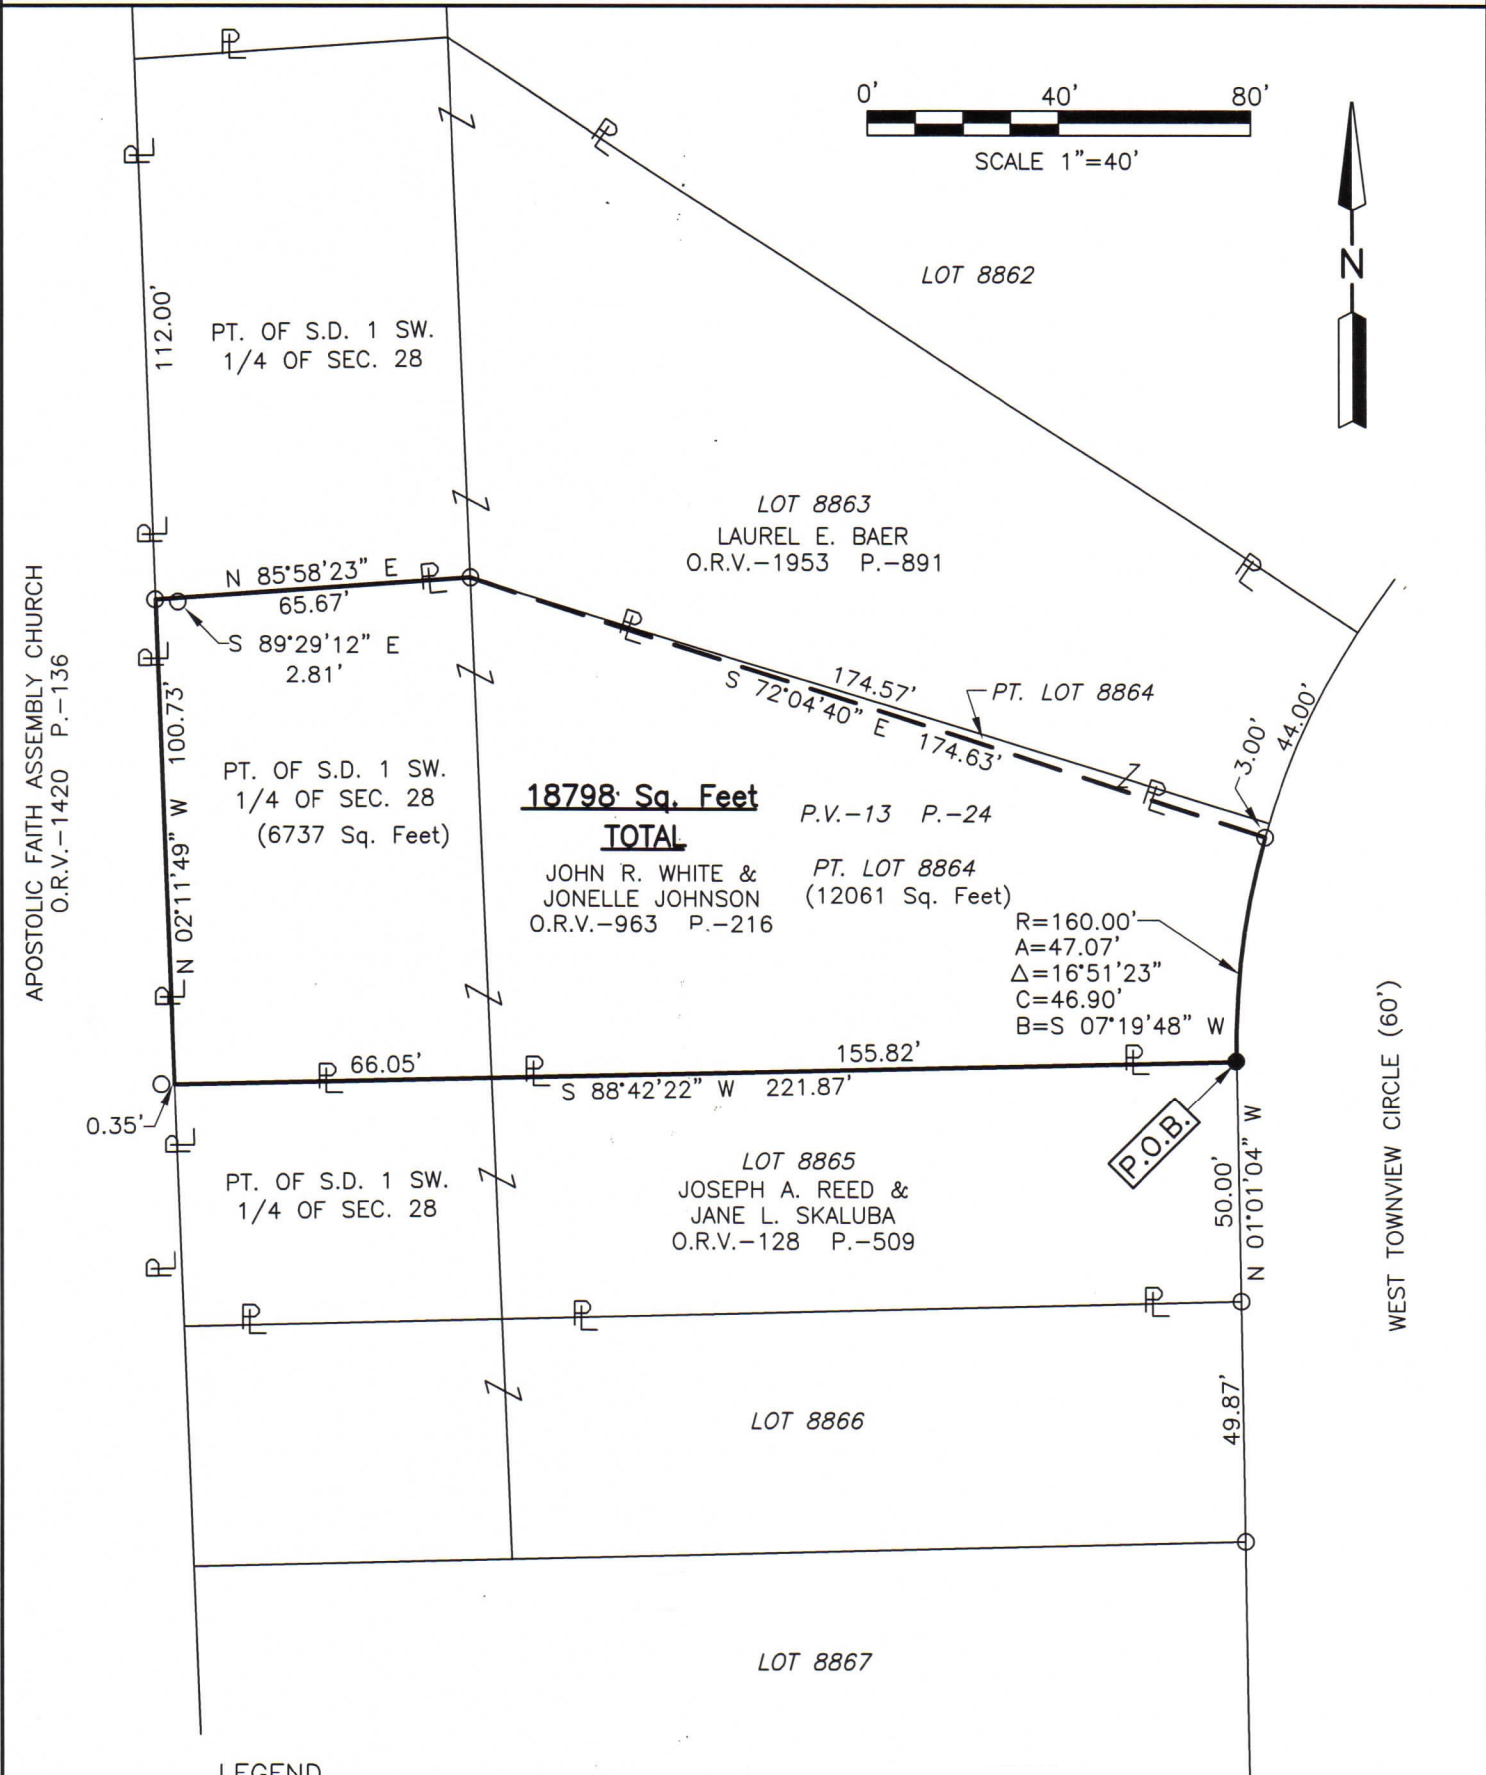 0' 40' 80'
SCALE 1"=40'
N
LOT 8862
112.00'
PT. OF S.D. 1 SW.
1/4 OF SEC. 28
LOT 8863
LAUREL E. BAER
O.R.V.-1953 P.-891
N 85°58'23" E
65.67'
S 89°29'12" E
2.81'
APOSTOLIC FAITH ASSEMBLY CHURCH
O.R.V.-1420 P.-136
N 02°11'49" W 100.73'
174.57'
S 72°04'40" E 174.63'
PT. LOT 8864
3.00'
44.00'
PT. OF S.D. 1 SW.
1/4 OF SEC. 28
(6737 Sq. Feet)
18798 Sq. Feet
TOTAL
JOHN R. WHITE &
JONELLE JOHNSON
O.R.V.-963 P.-216
P.V.-13 P.-24
PT. LOT 8864
(12061 Sq. Feet)
R=160.00'
A=47.07'
Δ=16°51'23"
C=46.90'
B=S 07°19'48" W
66.05'
155.82'
S 88°42'22" W 221.87'
0.35'
P.O.B.
PT. OF S.D. 1 SW.
1/4 OF SEC. 28
LOT 8865
JOSEPH A. REED &
JANE L. SKALUBA
O.R.V.-128 P.-509
50.00'
N 01°01'04" W
WEST TOWNVIEW CIRCLE (60')
49.87'
LOT 8866
LOT 8867
LEGEND